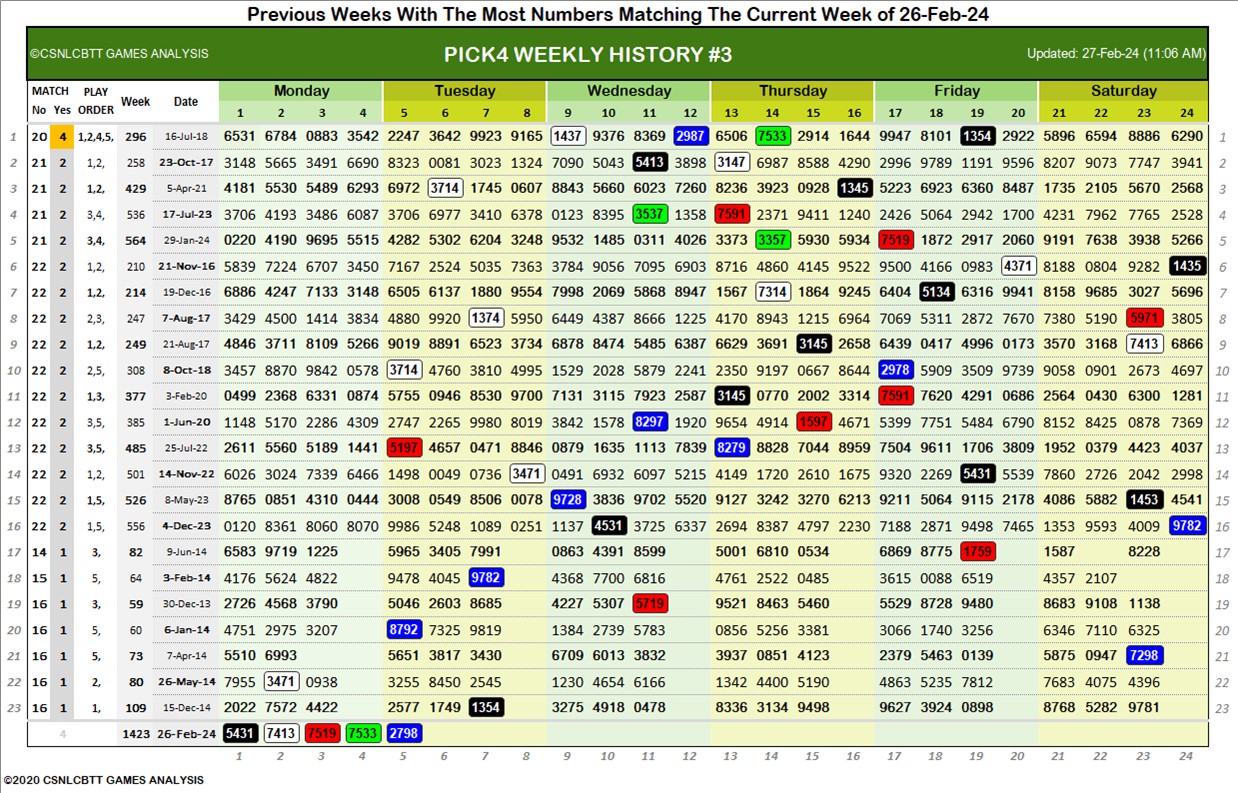 Previous Weeks With The Most Numbers Matching The Current Week of 26-Feb-24
©CSNLCBTT GAMES ANALYSIS PICK4 WEEKLY HISTORY #3 Updated: 27-Feb-24 (11:06 AM)
MATCH PLAY Week Date Monday Tuesday Wednesday Thursday Friday Saturday
No Yes ORDER 1 2 3 4 5 6 7 8 9 10 11 12 13 14 15 16 17 18 19 20 21 22 23 24
1 20 4 1,2,4,5, 296 16-Jul-18 6531 6784 0883 3542 2247 3642 9923 9165 1437 9376 8369 2987 6506 7533 2914 1644 9947 8101 1354 2922 5896 6594 8886 6290 1
2 21 2 1,2, 258 23-Oct-17 3148 5665 3491 6690 8323 0081 3023 1324 7090 5043 5413 3898 3147 6987 8588 4290 2996 9789 1191 9596 8207 9073 7747 3941 2
3 21 2 1,2, 429 5-Apr-21 4181 5530 5489 6293 6972 3714 1745 0607 8843 5660 6023 7260 8236 3923 0928 1345 5223 6923 6360 8487 1735 2105 5670 2568 3
4 21 2 3,4, 536 17-Jul-23 3706 4193 3486 6087 3706 6977 3410 6378 0123 8395 3537 1358 7591 2371 9411 1240 2426 5064 2942 1700 4231 7962 7765 2528 4
5 21 2 3,4, 564 29-Jan-24 0220 4190 9695 5515 4282 5302 6204 3248 9532 1485 0311 4026 3373 3357 5930 5934 7519 1872 2917 2060 9191 7638 3938 5266 5
6 22 2 1,2, 210 21-Nov-16 5839 7224 6707 3450 7167 2524 5535 7363 3784 9056 7095 6903 8716 4860 4145 9522 9500 4166 0983 4371 8188 0804 9282 1435 6
7 22 2 1,2, 214 19-Dec-16 6886 4247 7133 3148 6505 6137 1880 9554 7998 2069 5868 8947 1567 7314 1864 9245 6404 5134 6316 9941 8158 9685 3027 5696 7
8 22 2 2,3, 247 7-Aug-17 3429 4500 1414 3834 4880 9920 1374 5950 6449 4387 8666 1225 4170 8943 1215 6964 7069 5311 2872 7670 7380 5190 5971 3805 8
9 22 2 1,2, 249 21-Aug-17 4846 3711 8109 5266 9019 8891 6523 3734 6878 8474 5485 6387 6629 3691 3145 2658 6439 0417 4996 0173 3570 3168 7413 6866 9
10 22 2 2,5, 308 8-Oct-18 3457 8870 9842 0578 3714 4760 3810 4995 1529 2028 5879 2241 2350 9197 0667 8644 2978 5909 3509 9739 9058 0901 2673 4697 10
11 22 2 1,3, 377 3-Feb-20 0499 2368 6331 0874 5755 0946 8530 9700 7131 3115 7923 2587 3145 0770 2002 3314 7591 7620 4291 0686 2564 0430 6300 1281 11
12 22 2 3,5, 385 1-Jun-20 1148 5170 2286 4309 2747 2265 9980 8019 3842 1578 8297 1920 9654 4914 1597 4671 5399 7751 5484 6790 8152 8425 0878 7369 12
13 22 2 3,5, 485 25-Jul-22 2611 5560 5189 1441 5197 4657 0471 8846 0879 1635 1113 7839 8279 8828 7044 8959 7504 9611 1706 3809 1952 0379 4423 4037 13
14 22 2 1,2, 501 14-Nov-22 6026 3024 7339 6466 1498 0049 0736 3471 0491 6932 6097 5215 4149 1720 2610 1675 9320 2269 5431 5539 7860 2726 2042 2998 14
15 22 2 1,5, 526 8-May-23 8765 0851 4310 0444 3008 0549 8506 0078 9728 3836 9702 5520 9127 3242 3270 6213 9211 5064 9115 2178 4086 5882 1453 4541 15
16 22 2 1,5, 556 4-Dec-23 0120 8361 8060 8070 9986 5248 1089 0251 1137 4531 3725 6337 2694 8387 4797 2230 7188 2871 9498 7465 1353 9593 4009 9782 16
17 14 1 3, 82 9-Jun-14 6583 9719 1225 5965 3405 7991 0863 4391 8599 5001 6810 0534 6869 8775 1759 1587 8228 17
18 15 1 5, 64 3-Feb-14 4176 5624 4822 9478 4045 9782 4368 7700 6816 4761 2522 0485 3615 0088 6519 4357 2107 18
19 16 1 3, 59 30-Dec-13 2726 4568 3790 5046 2603 8685 4227 5307 5719 9521 8463 5460 5529 8728 9480 8683 9108 1138 19
20 16 1 5, 60 6-Jan-14 4751 2975 3207 8792 7325 9819 1384 2739 5783 0856 5256 3381 3066 1740 3256 6346 7110 6325 20
21 16 1 5, 73 7-Apr-14 5510 6993 5651 3817 3430 6709 6013 3832 3937 0851 4123 2379 5463 0139 5875 0947 7298 21
22 16 1 2, 80 26-May-14 7955 3471 0938 3255 8450 2545 1230 4654 6166 1342 4400 5190 4863 5235 7812 7683 4075 4396 22
23 16 1 1, 109 15-Dec-14 2022 7572 4422 2577 1749 1354 3275 4918 0478 8336 3134 9498 9627 3924 0898 8768 5282 9781 23
4 1423 26-Feb-24 5431 7413 7519 7533 2798
1 2 3 4 5 6 7 8 9 10 11 12 13 14 15 16 17 18 19 20 21 22 23 24
©2020 CSNLCBTT GAMES ANALYSIS